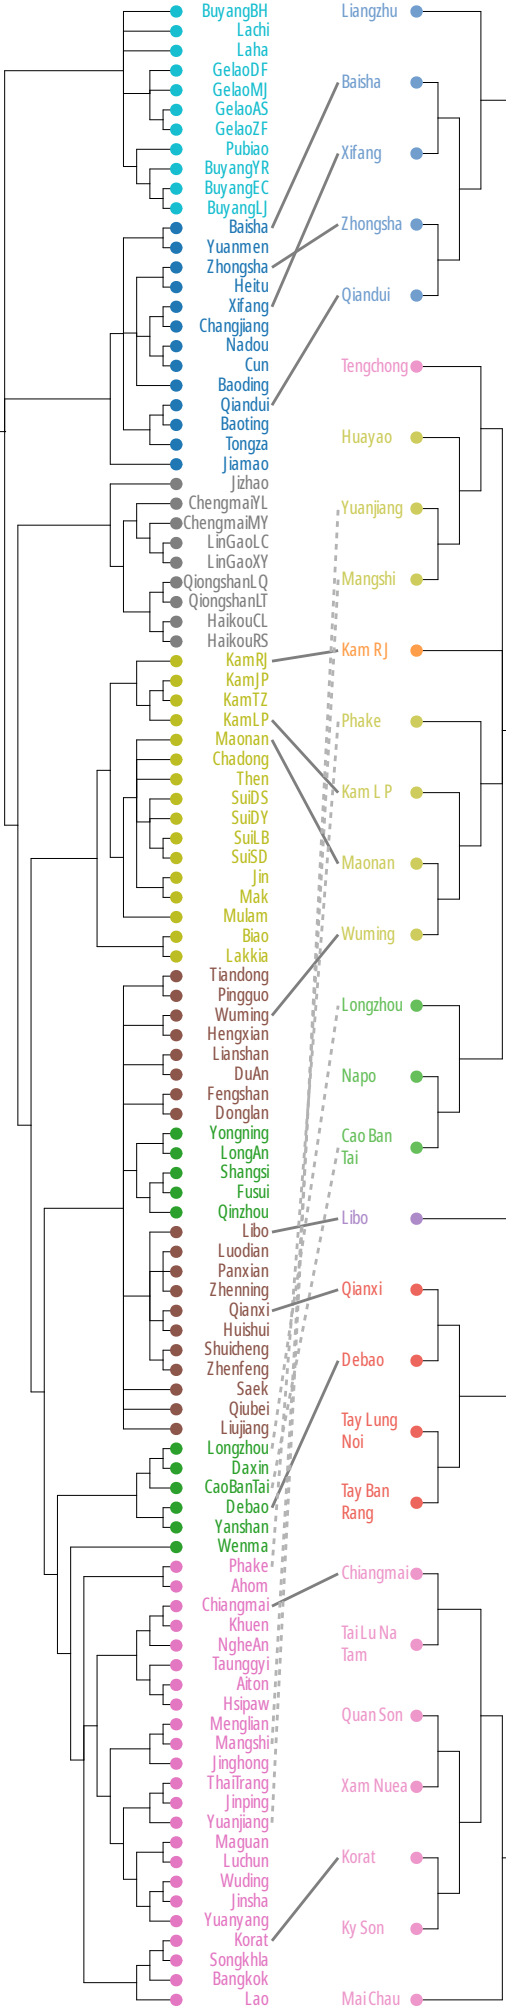 BuyangBH
Lachi
Laha
GelaoDF
GelaoMJ
GelaoAS
GelaoZF
Pubiao
BuyangYR
BuyangEC
BuyangLJ
Baisha
Yuanmen
Zhongsha
Heitu
Xifang
Changjiang
Nadou
Cun
Baoding
Qiandui
Baoting
Tongza
Jiamao
Jizhao
ChengmaiYL
ChengmaiMY
LinGaoLC
LinGaoXY
QiongshanLQ
QiongshanLT
HaikouCL
HaikouRS
KamRJ
KamJP
KamTZ
KamLP
Maonan
Chadong
Then
SuiDS
SuiDY
SuiLB
SuiSD
Jin
Mak
Mulam
Biao
Lakkia
Tiandong
Pingguo
Wuming
Hengxian
Lianshan
DuAn
Fengshan
Donglan
Yongning
LongAn
Shangsi
Fusui
Qinzhou
Libo
Luodian
Panxian
Zhenning
Qianxi
Huishui
Shuicheng
Zhenfeng
Saek
Qiubei
Liujiang
Longzhou
Daxin
CaoBanTai
Debao
Yanshan
Wenma
Phake
Ahom
Chiangmai
Khuen
NgheAn
Taunggyi
Aiton
Hsipaw
Menglian
Mangshi
Jinghong
ThaiTrang
Jinping
Yuanjiang
Maguan
Luchun
Wuding
Jinsha
Yuanyang
Korat
Songkhla
Bangkok
Lao
Liangzhu
Baisha
Xifang
Zhongsha
Qiandui
Tengchong
Huayao
Yuanjiang
Mangshi
Kam R J
Phake
Kam L P
Maonan
Wuming
Longzhou
Napo
Cao Ban
Tai
Libo
Qianxi
Debao
Tay Lung
Noi
Tay Ban
Rang
Chiangmai
Tai Lu Na
Tam
Quan Son
Xam Nuea
Korat
Ky Son
Mai Chau